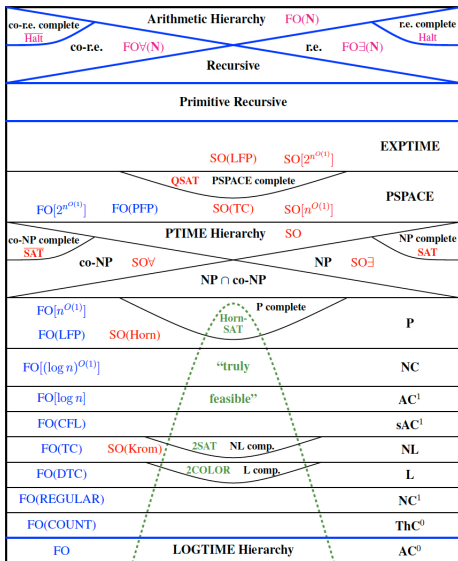 co-r.e. complete Arithmetic Hierarchy FO(N) r.e. complete
Halt Halt
co-r.e. FO∀(N) r.e. FO∃(N)
Recursive
Primitive Recursive
EXPTIME
SO(LFP) SO[2^{n^{O(1)}}]
QSAT PSPACE complete
PSPACE
FO[2^{n^{O(1)}}] FO(PFP) SO(TC) SO[n^{O(1)}]
co-NP complete PTIME Hierarchy SO NP complete
S̅A̅T̅ SAT
co-NP SO∀ NP SO∃
NP ∩ co-NP
FO[n^{O(1)}] P complete
Horn-
SAT P
FO(LFP) SO(Horn)
FO[(log n)^{O(1)}] “truly NC
FO[log n] feasible” AC¹
FO(CFL) sAC¹
FO(TC) SO(Krom) 2SAT NL comp. NL
FO(DTC) 2COLOR L comp. L
FO(REGULAR) NC¹
FO(COUNT) ThC⁰
FO LOGTIME Hierarchy AC⁰